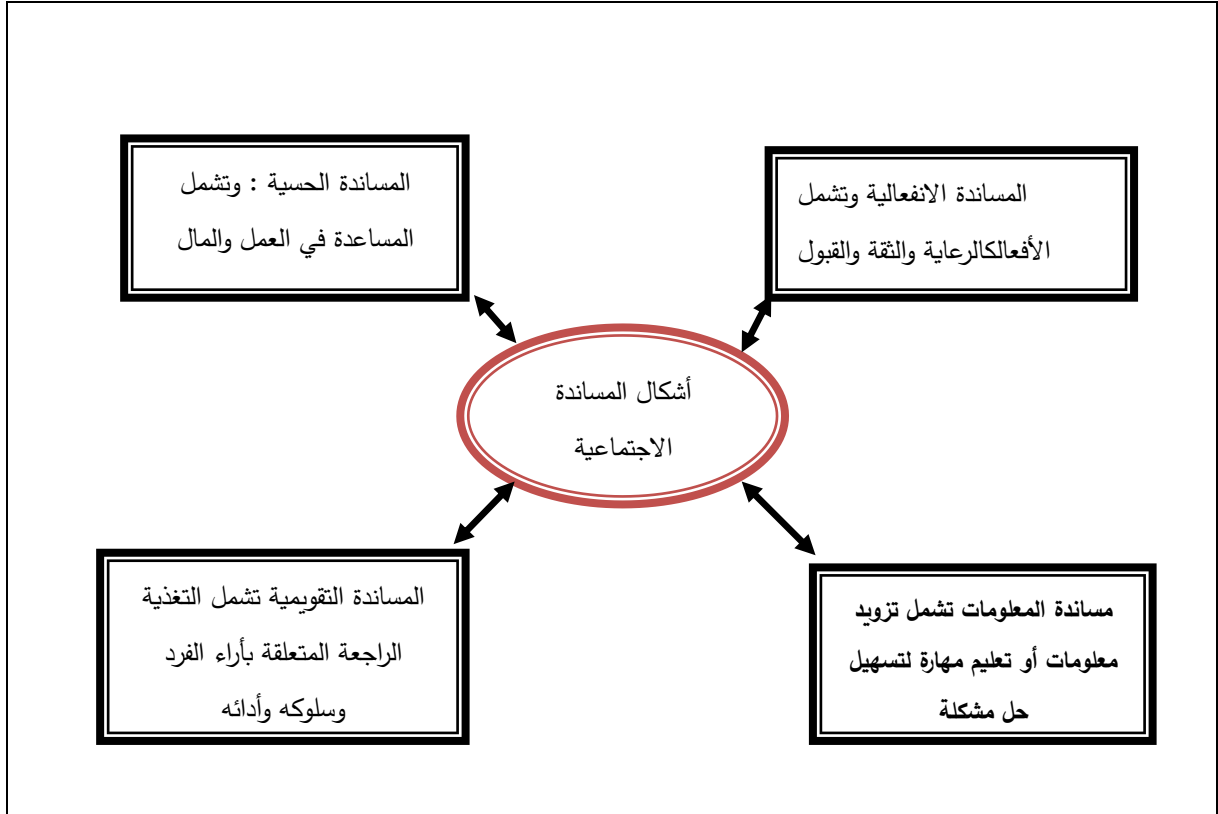 المساندة الانفعالية وتشمل
الأفعالكالرعاية والثقة والقبول
المساندة الحسية : وتشمل
المساعدة في العمل والمال
أشكال المساندة
الاجتماعية
مساندة المعلومات تشمل تزويد
معلومات أو تعليم مهارة لتسهيل
حل مشكلة
المساندة التقويمية تشمل التغذية
الراجعة المتعلقة بأراء الفرد
وسلوكه وأدائه